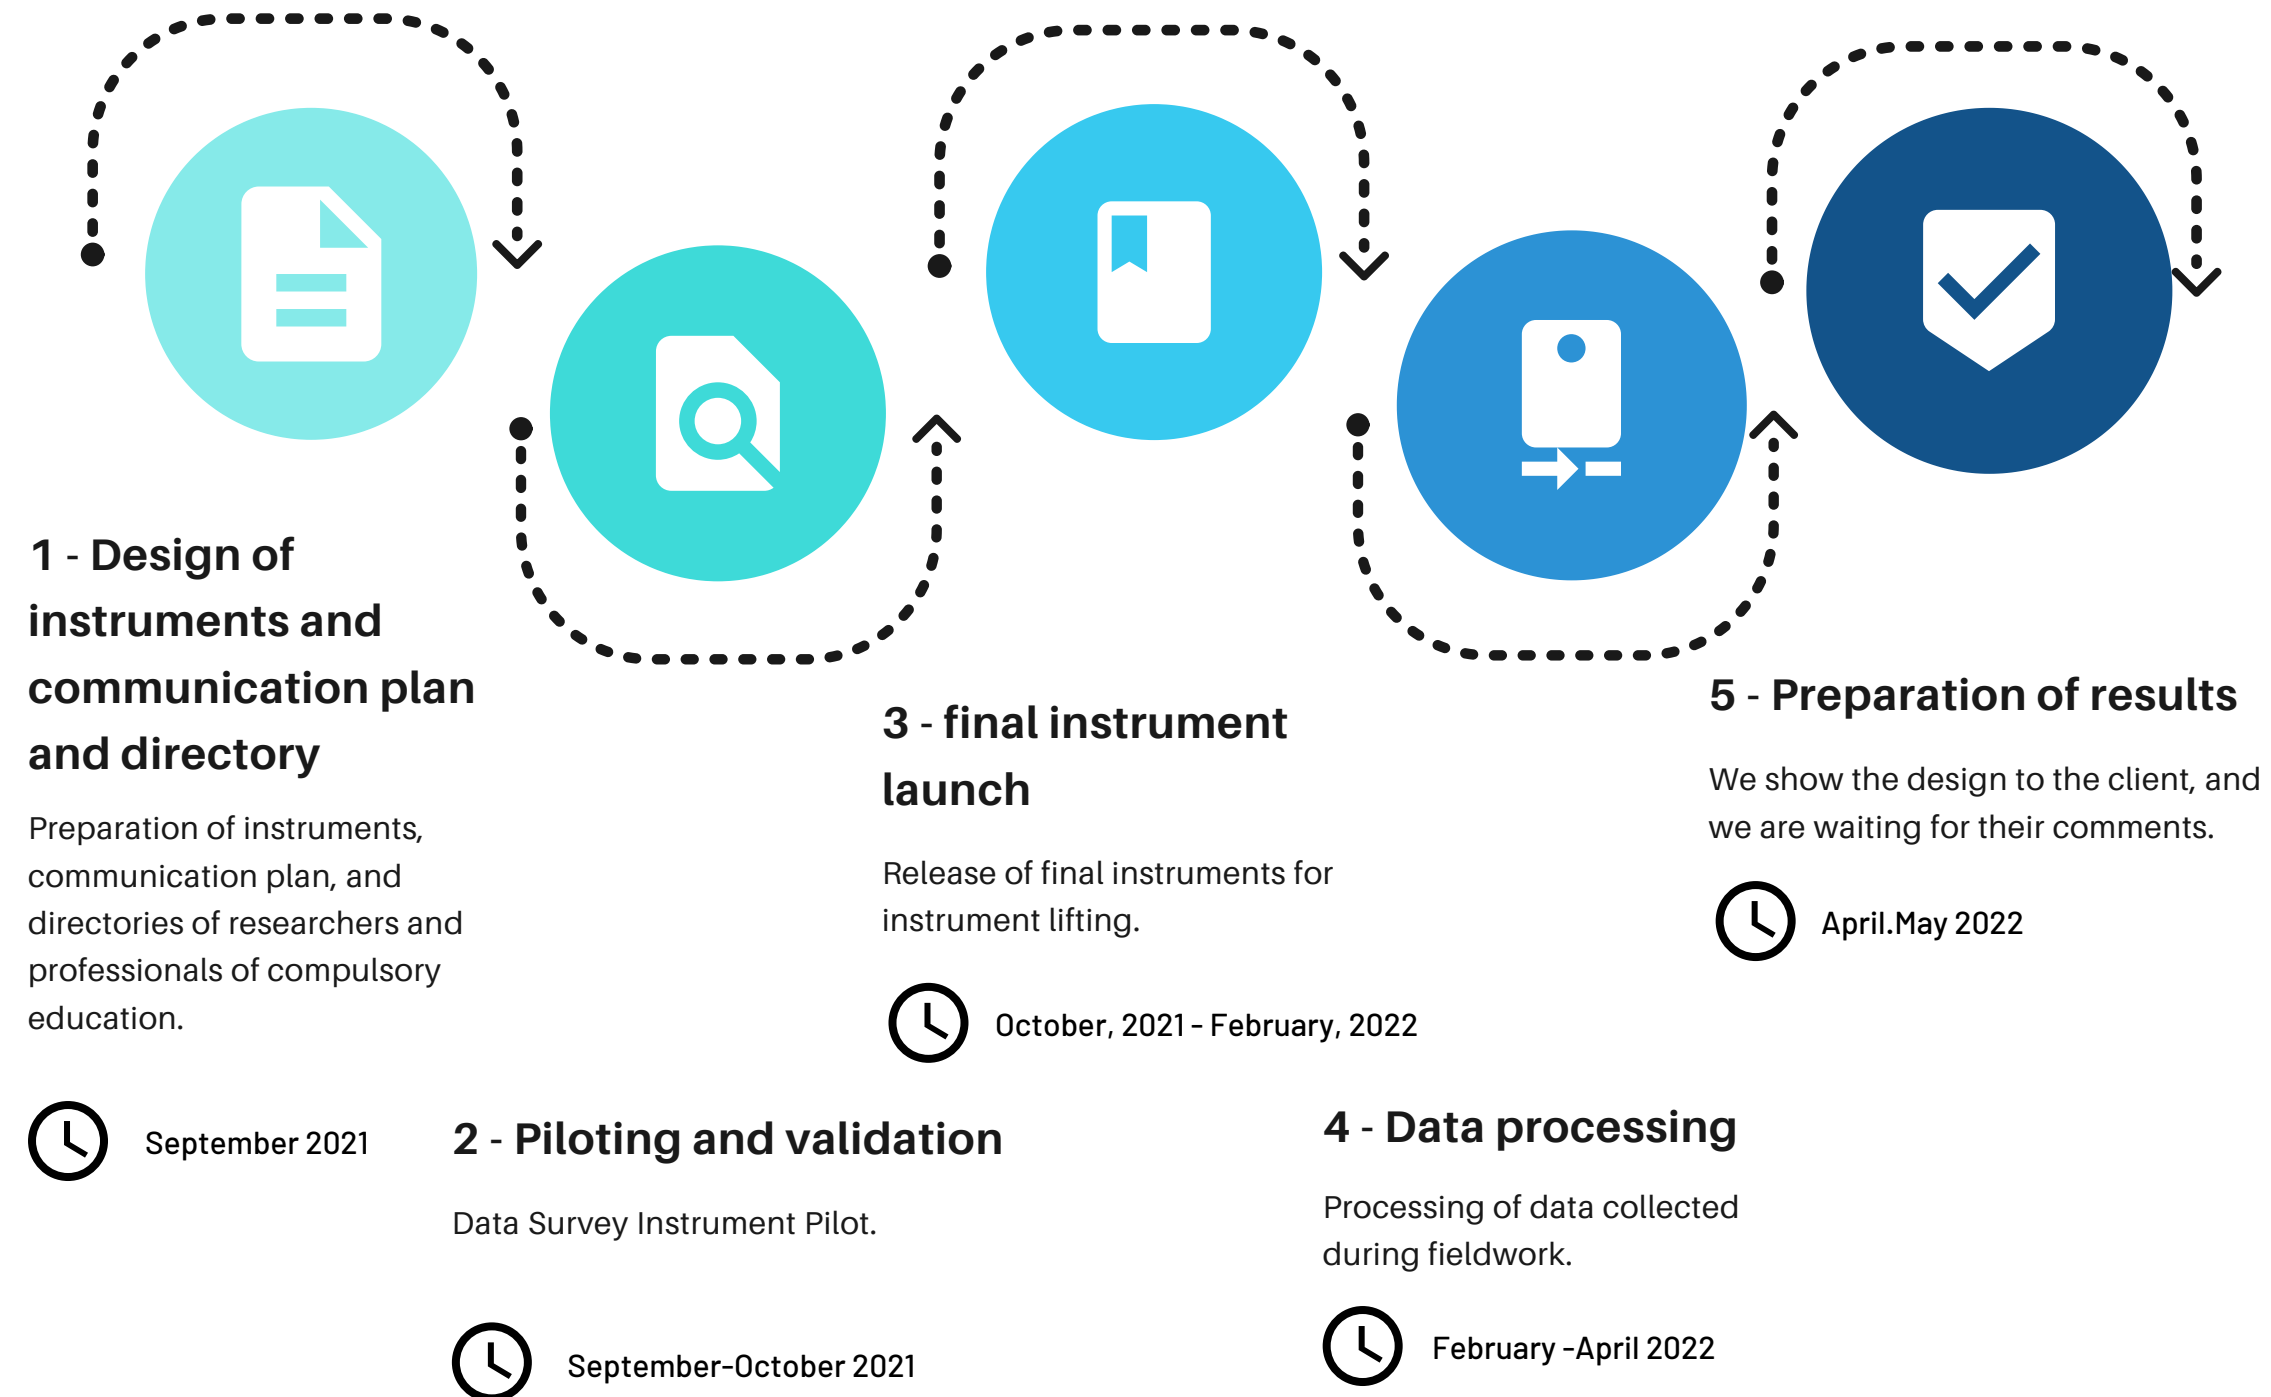 1 - Design of
instruments and
communication plan
and directory
Preparation of instruments,
communication plan, and
directories of researchers and
professionals of compulsory
education.
September 2021
2 - Piloting and validation
Data Survey Instrument Pilot.
September-October 2021
3 - final instrument
launch
Release of final instruments for
instrument lifting.
October, 2021 - February, 2022
4 - Data processing
Processing of data collected
during fieldwork.
February -April 2022
5 - Preparation of results
We show the design to the client, and
we are waiting for their comments.
April.May 2022